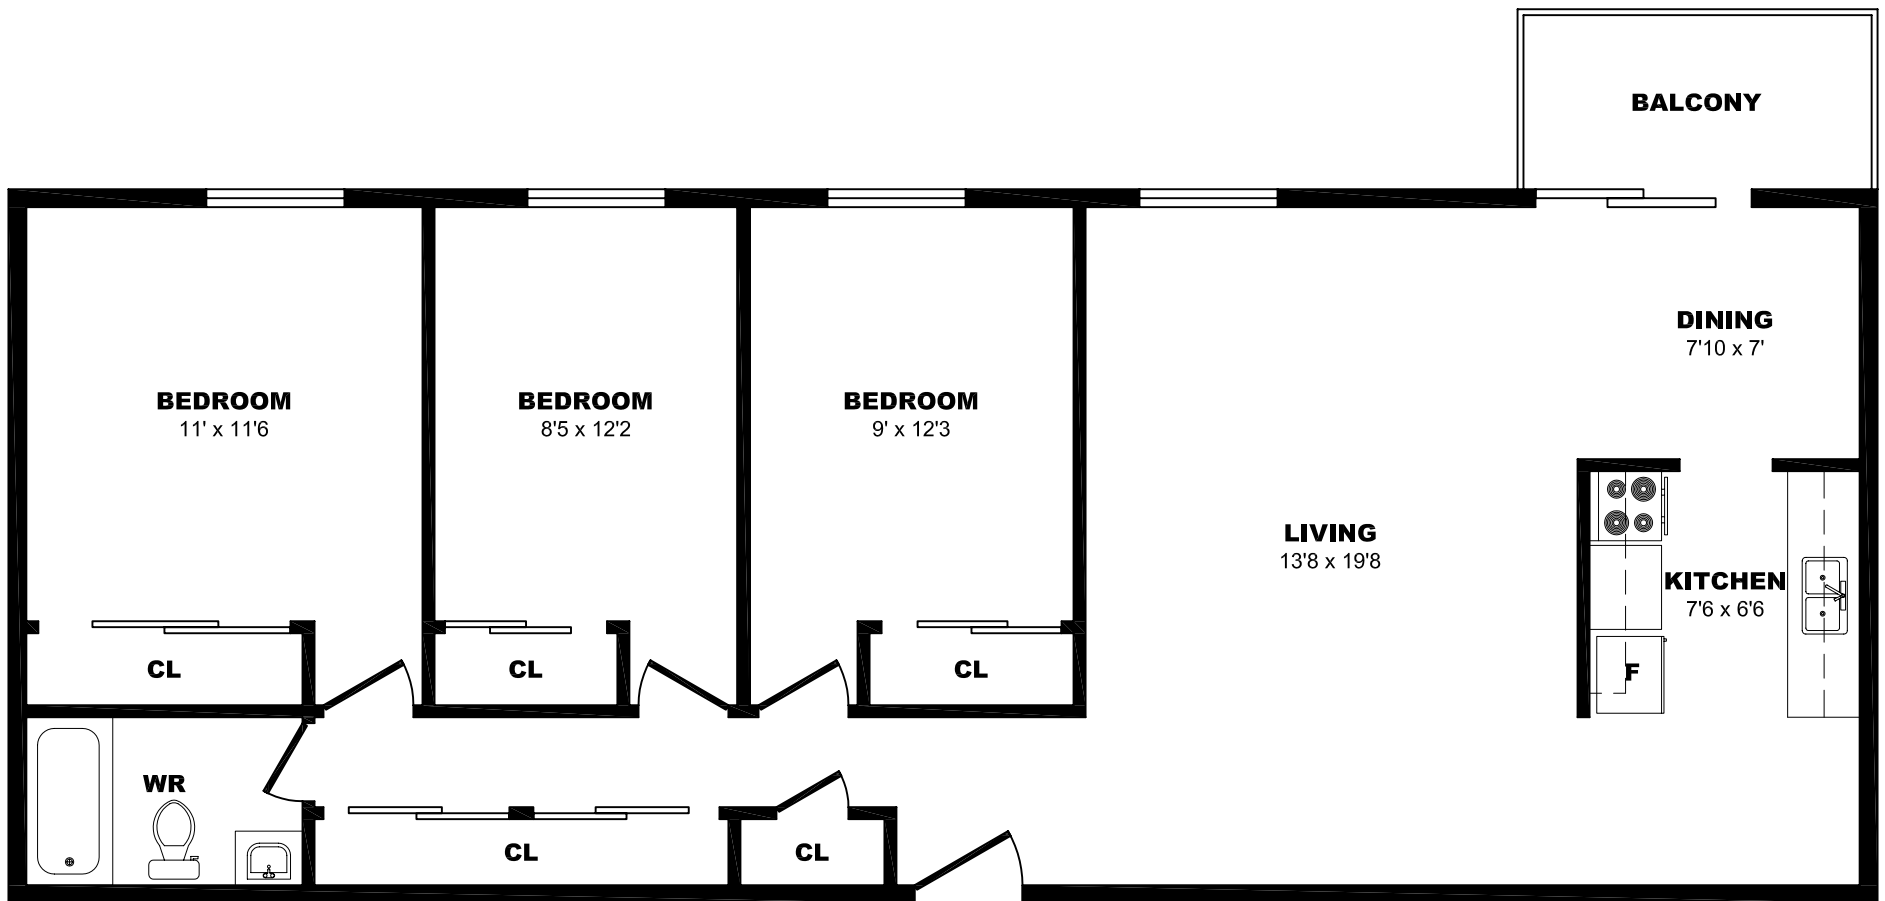 BALCONY
DINING
7'10 x 7'
BEDROOM
11' x 11'6
BEDROOM
8'5 x 12'2
BEDROOM
9' x 12'3
LIVING
13'8 x 19'8
KITCHEN
7'6 x 6'6
CL
CL
CL
F
WR
CL
CL